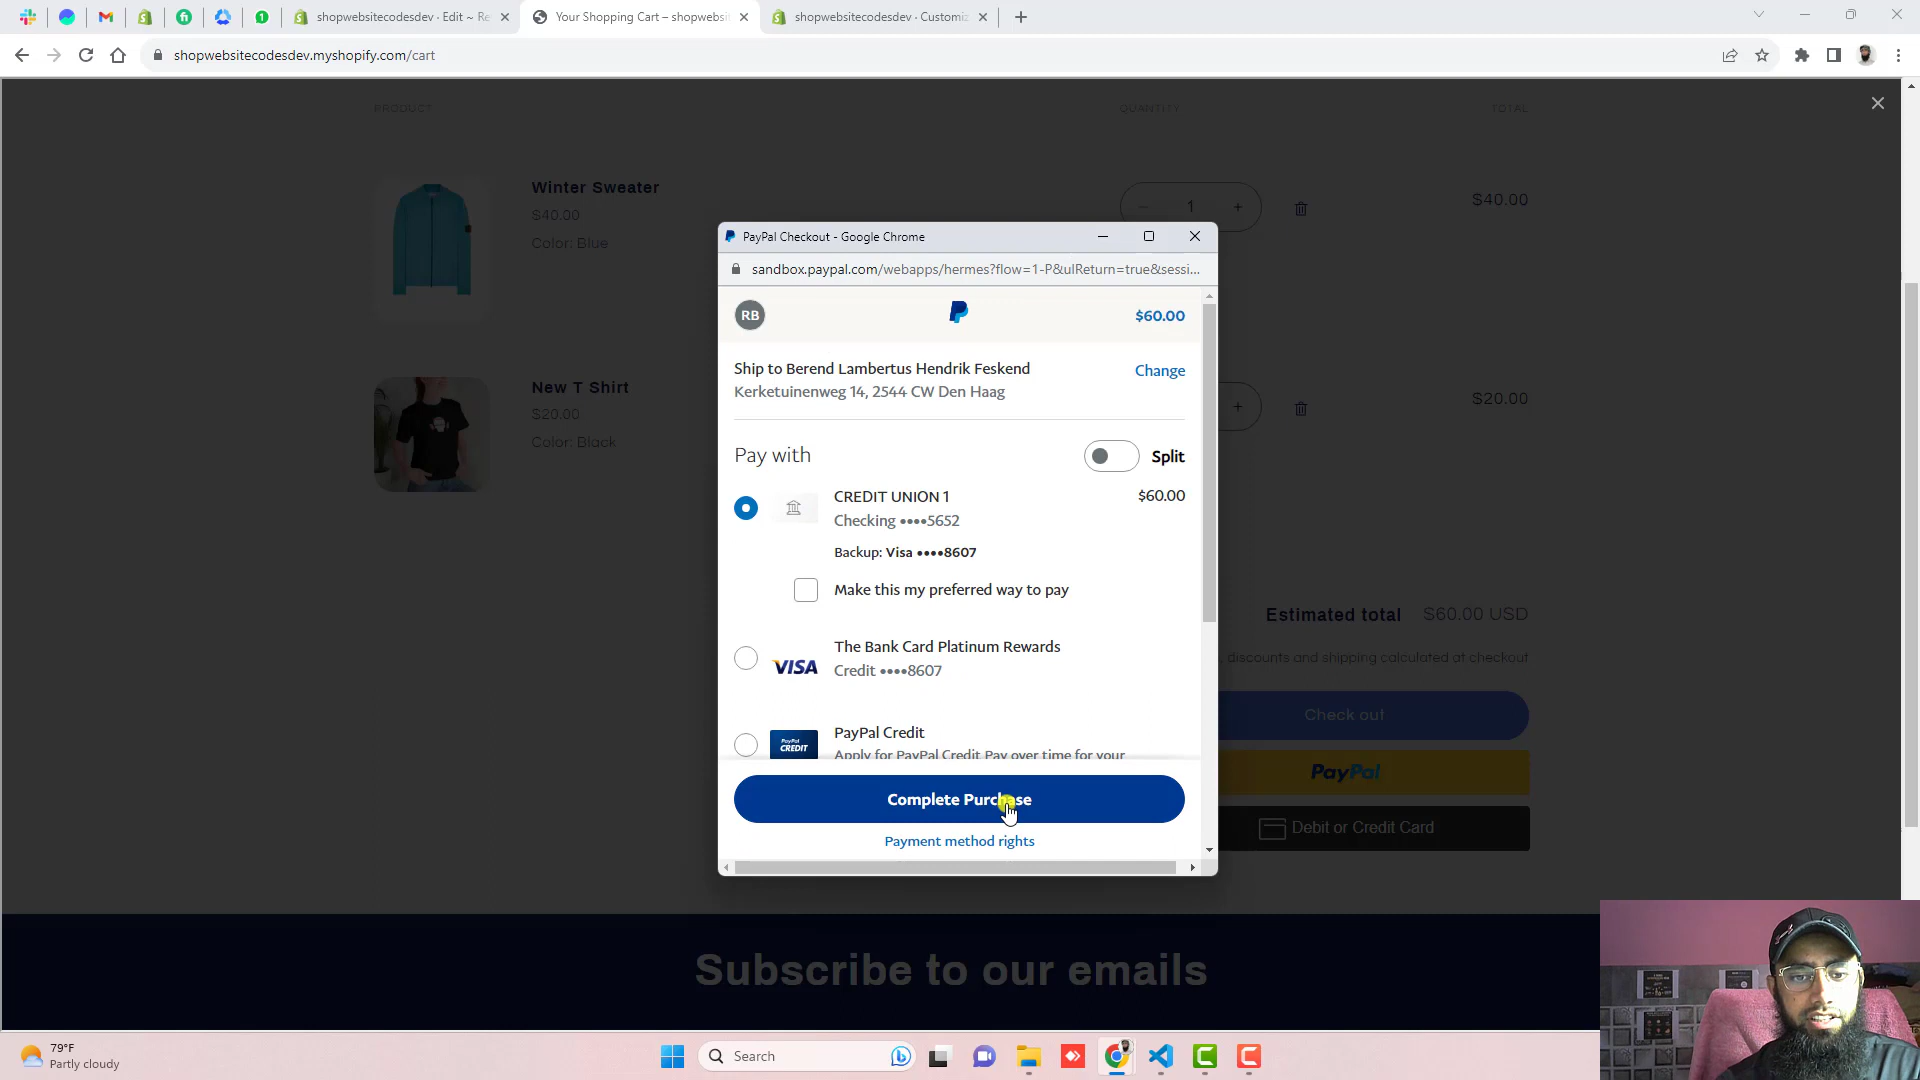 shopwebsitecodesdev · Edit ~ Re
Your Shopping Cart – shopwebsit
shopwebsitecodesdev · Customiz
shopwebsitecodesdev.myshopify.com/cart
PRODUCT
QUANTITY
TOTAL
Winter Sweater
$40.00
Color: Blue
1
$40.00
New T Shirt
$20.00
Color: Black
$20.00
PayPal Checkout - Google Chrome
sandbox.paypal.com/webapps/hermes?flow=1-P&ulReturn=true&sessi...
RB
$60.00
Ship to Berend Lambertus Hendrik Feskend
Change
Kerketuinenweg 14, 2544 CW Den Haag
Pay with
Split
CREDIT UNION 1
$60.00
Checking ••••5652
Backup: Visa ••••8607
Make this my preferred way to pay
The Bank Card Platinum Rewards
VISA
Credit ••••8607
PayPal Credit
PayPal CREDIT
Apply for PayPal Credit Pay over time for your
Complete Purchase
Payment method rights
Estimated total $60.00 USD
, discounts and shipping calculated at checkout
Check out
PayPal
Debit or Credit Card
Subscribe to our emails
79°F
Partly cloudy
Search